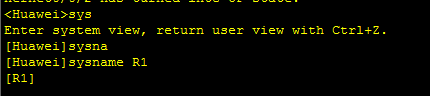 <Huawei>sys
Enter system view, return user view with Ctrl+Z.
[Huawei]sysna
[Huawei]sysname R1
[R1]